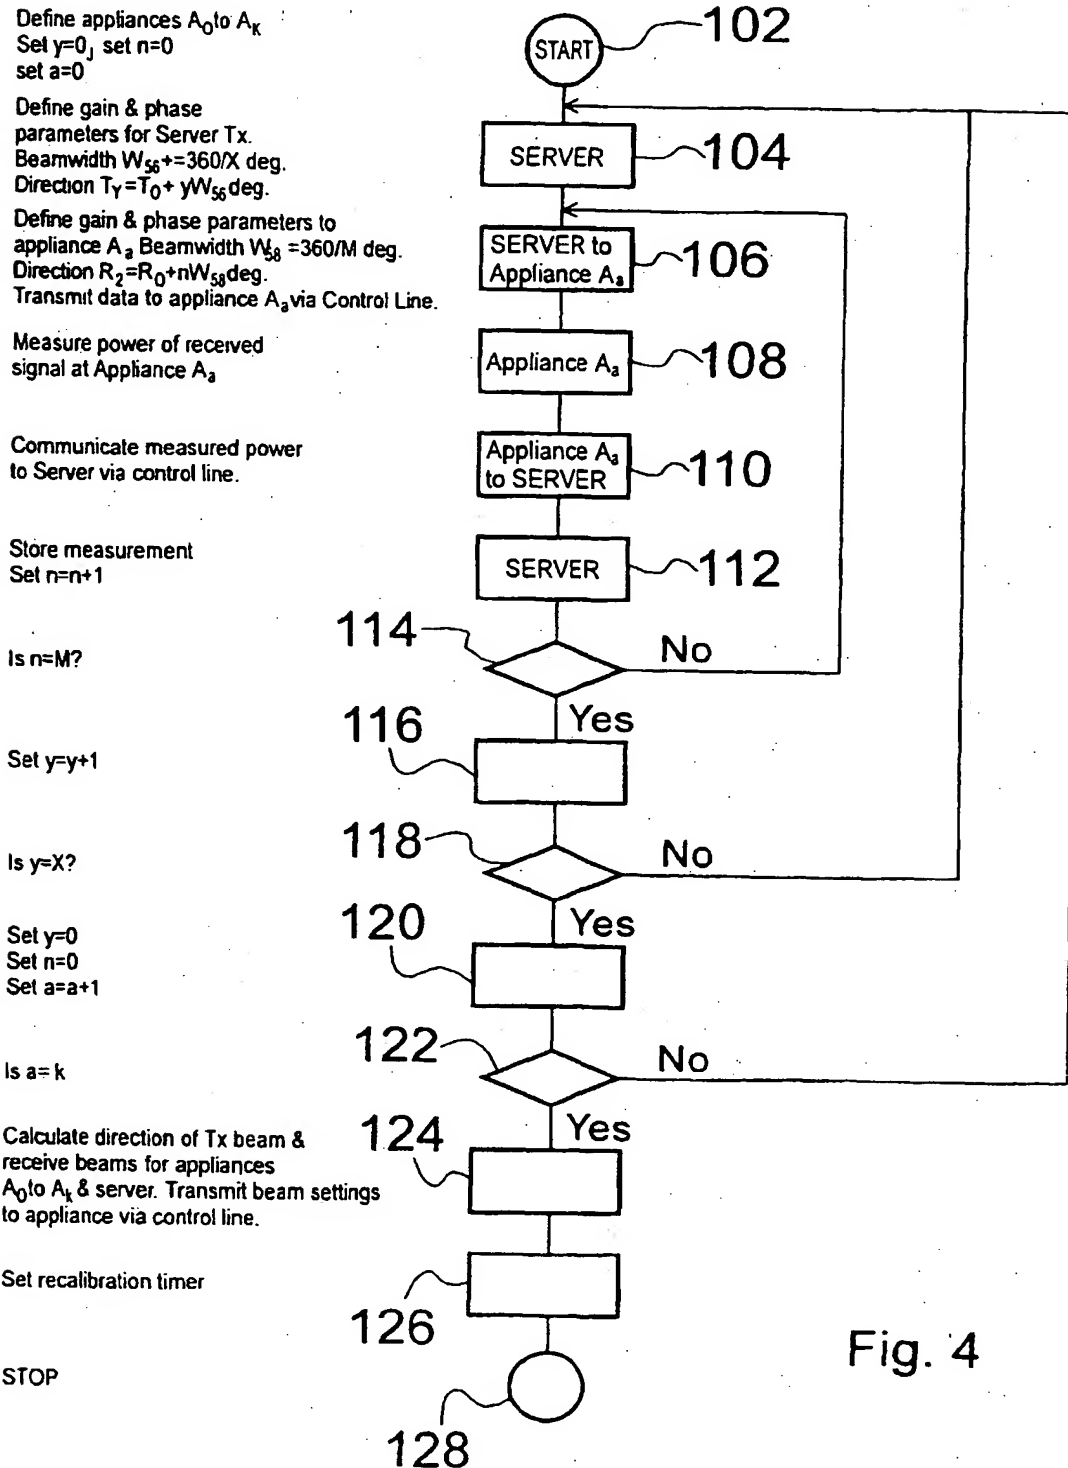 Define appliances A0 to AK
Set y=0, set n=0
set a=0
START
102
Define gain & phase
parameters for Server Tx.
Beamwidth W56+=360/X deg.
Direction TY=T0+ yW56 deg.
SERVER
104
Define gain & phase parameters to
appliance Aa Beamwidth W58 =360/M deg.
Direction R2=R0+nW58 deg.
Transmit data to appliance Aa via Control Line.
SERVER to
Appliance Aa
106
Measure power of received
signal at Appliance Aa
Appliance Aa
108
Communicate measured power
to Server via control line.
Appliance Aa
to SERVER
110
Store measurement
Set n=n+1
SERVER
112
Is n=M?
114
No
Yes
Set y=y+1
116
Is y=X?
118
No
Yes
Set y=0
Set n=0
Set a=a+1
120
Is a=k
122
No
Yes
Calculate direction of Tx beam &
receive beams for appliances
A0 to Ak & server. Transmit beam settings
to appliance via control line.
124
Set recalibration timer
126
STOP
128
Fig. 4